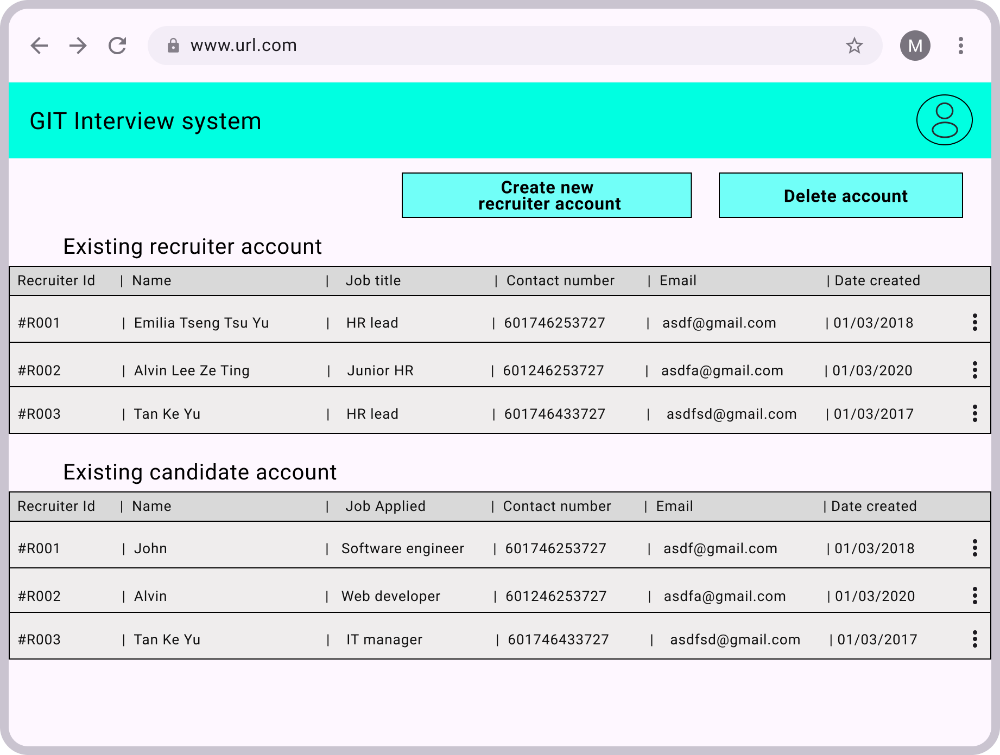 www.url.com
M
GIT Interview system
Create new
recruiter account
Delete account
Existing recruiter account
Recruiter Id | Name | Job title | Contact number | Email | Date created
#R001 | Emilia Tseng Tsu Yu | HR lead | 601746253727 | asdf@gmail.com | 01/03/2018
#R002 | Alvin Lee Ze Ting | Junior HR | 601246253727 | asdfa@gmail.com | 01/03/2020
#R003 | Tan Ke Yu | HR lead | 601746433727 | asdfsd@gmail.com | 01/03/2017
Existing candidate account
Recruiter Id | Name | Job Applied | Contact number | Email | Date created
#R001 | John | Software engineer | 601746253727 | asdf@gmail.com | 01/03/2018
#R002 | Alvin | Web developer | 601246253727 | asdfa@gmail.com | 01/03/2020
#R003 | Tan Ke Yu | IT manager | 601746433727 | asdfsd@gmail.com | 01/03/2017